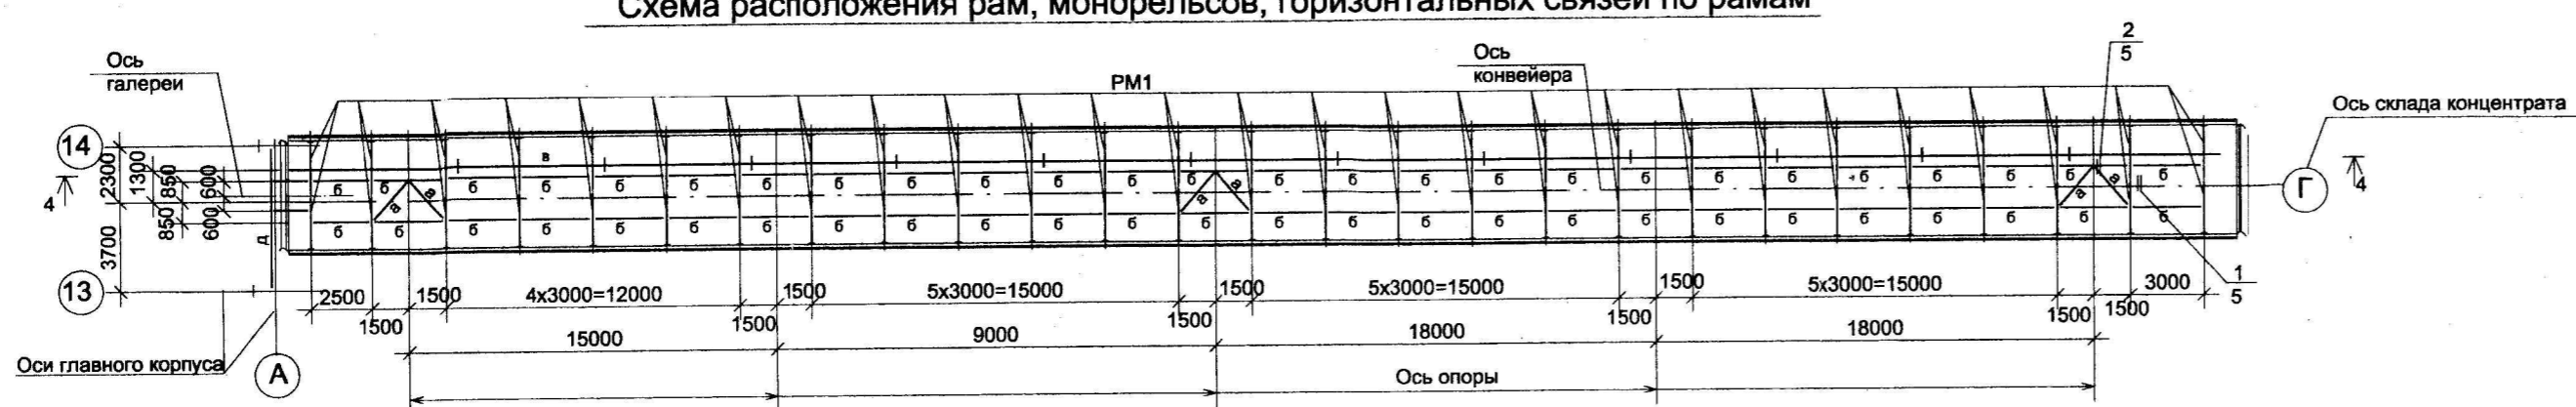 Схема расположения рам, монорельсов, горизонтальных связей по рамам
2
5
Ось
галереи
Ось
конвейера
РМ1
Ось склада концентрата
14
2300
1300
850
600
850
600
3700
4
4
в
б б б б б б б б б б б б б б б б б б б б б б б б б
а а а а а а
б б б б б б б б б б б б б б б б б б б б б б б б б
Г
д
13
2500 1500 4х3000=12000 1500 5х3000=15000 1500 5х3000=15000 1500 5х3000=15000 3000
1
5
1500 1500 1500 1500 1500 1500
15000 9000 18000 18000
Оси главного корпуса
А
Ось опоры